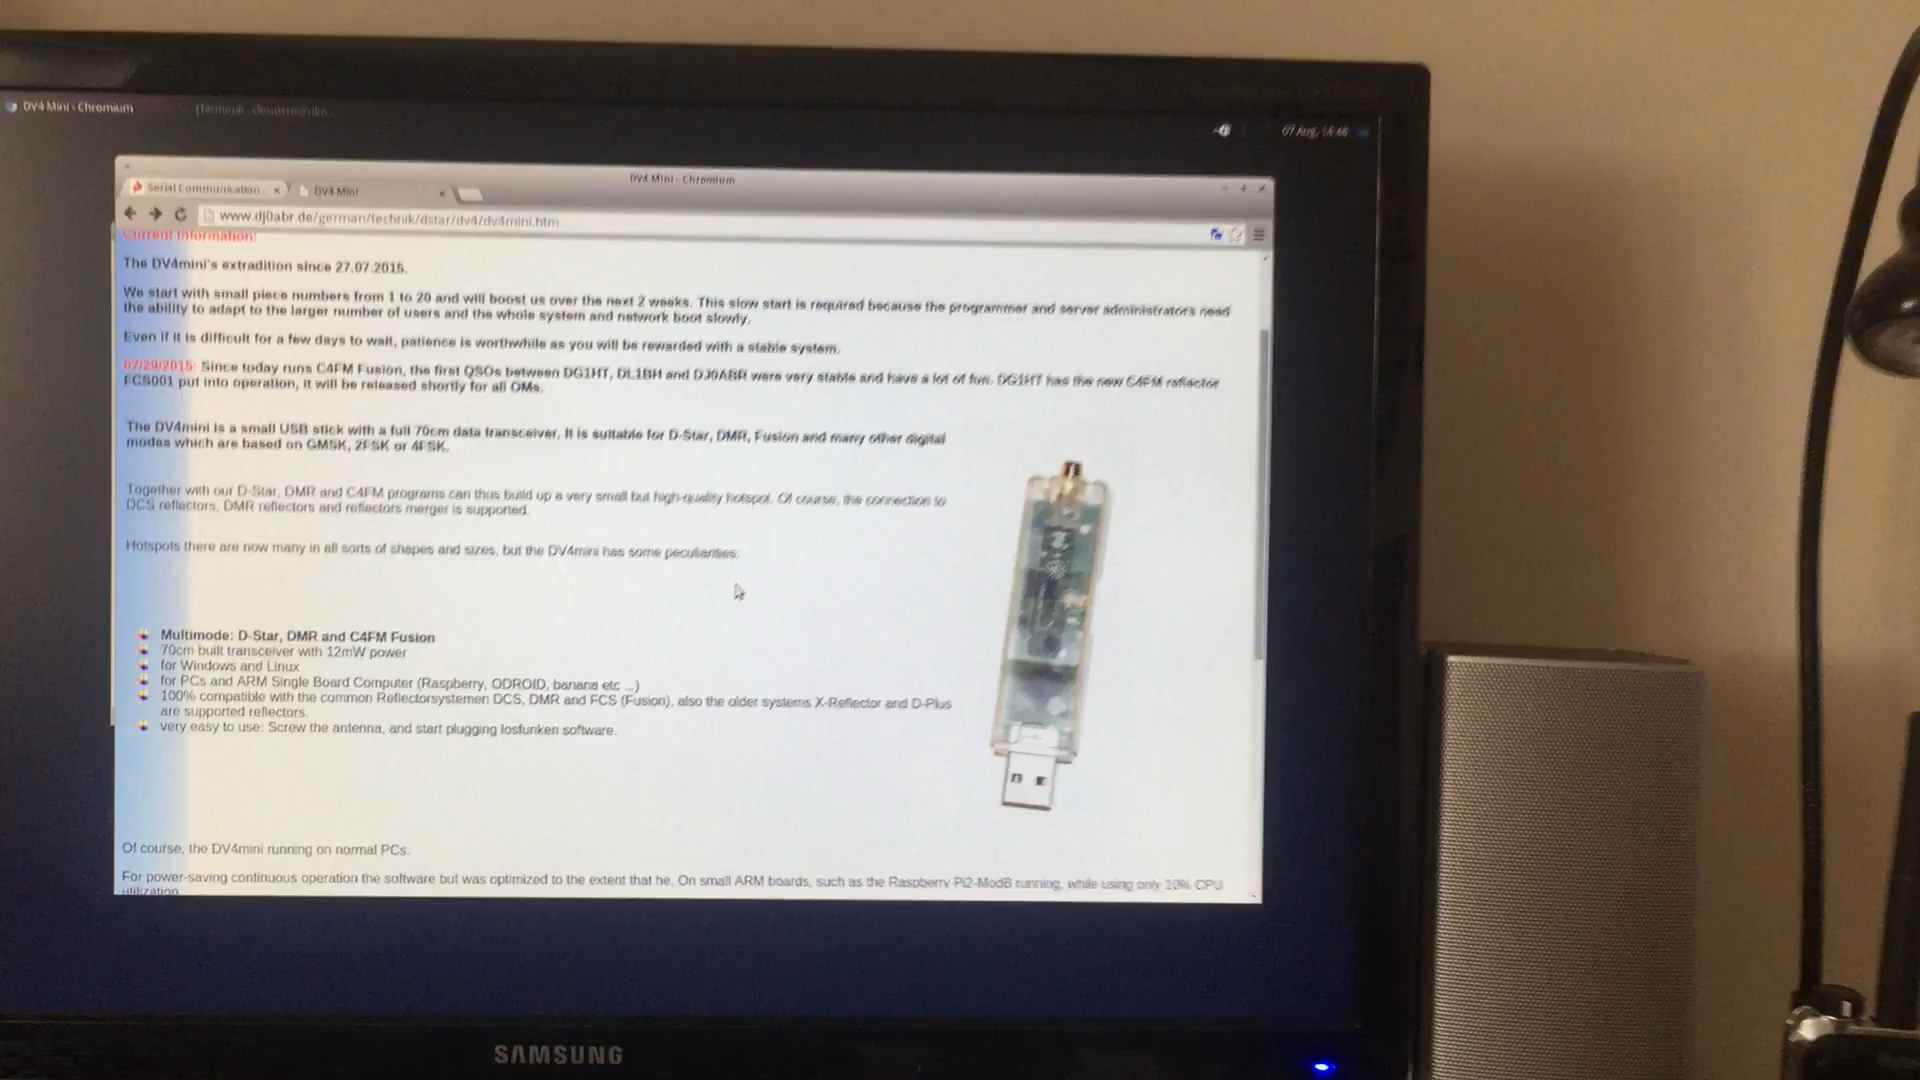 DV4 Mini - Chromium
07 Aug, 16:46
DV4 Mini - Chromium
Serial Communication
DV4 Mini
www.dj0abr.de/german/technik/dstar/dv4/dv4mini.htm
Current Information:
The DV4mini's extradition since 27.07.2015.
We start with small piece numbers from 1 to 20 and will boost us over the next 2 weeks. This slow start is required because the programmer and server administrators need
the ability to adapt to the larger number of users and the whole system and network boot slowly.
Even if it is difficult for a few days to wait, patience is worthwhile as you will be rewarded with a stable system.
07/29/2015: Since today runs C4FM Fusion, the first QSOs between DG1HT, DL1BH and DJ0ABR were very stable and have a lot of fun. DG1HT has the new C4FM reflector
FCS001 put into operation, it will be released shortly for all OMs.
The DV4mini is a small USB stick with a full 70cm data transceiver. It is suitable for D-Star, DMR, Fusion and many other digital
modes which are based on GMSK, 2FSK or 4FSK.
Together with our D-Star, DMR and C4FM programs can thus build up a very small but high-quality hotspot. Of course, the connection to
DCS reflectors, DMR reflectors and reflectors merger is supported.
Hotspots there are now many in all sorts of shapes and sizes, but the DV4mini has some peculiarities:
Multimode: D-Star, DMR and C4FM Fusion
70cm built transceiver with 12mW power
for Windows and Linux
for PCs and ARM Single Board Computer (Raspberry, ODROID, banana etc ...)
100% compatible with the common Reflectorsystemen DCS, DMR and FCS (Fusion), also the older systems X-Reflector and D-Plus
are supported reflectors.
very easy to use: Screw the antenna, and start plugging losfunken software.
Of course, the DV4mini running on normal PCs.
For power-saving continuous operation the software but was optimized to the extent that he. On small ARM boards, such as the Raspberry Pi2-ModB running, while using only 10% CPU
utilization
SAMSUNG